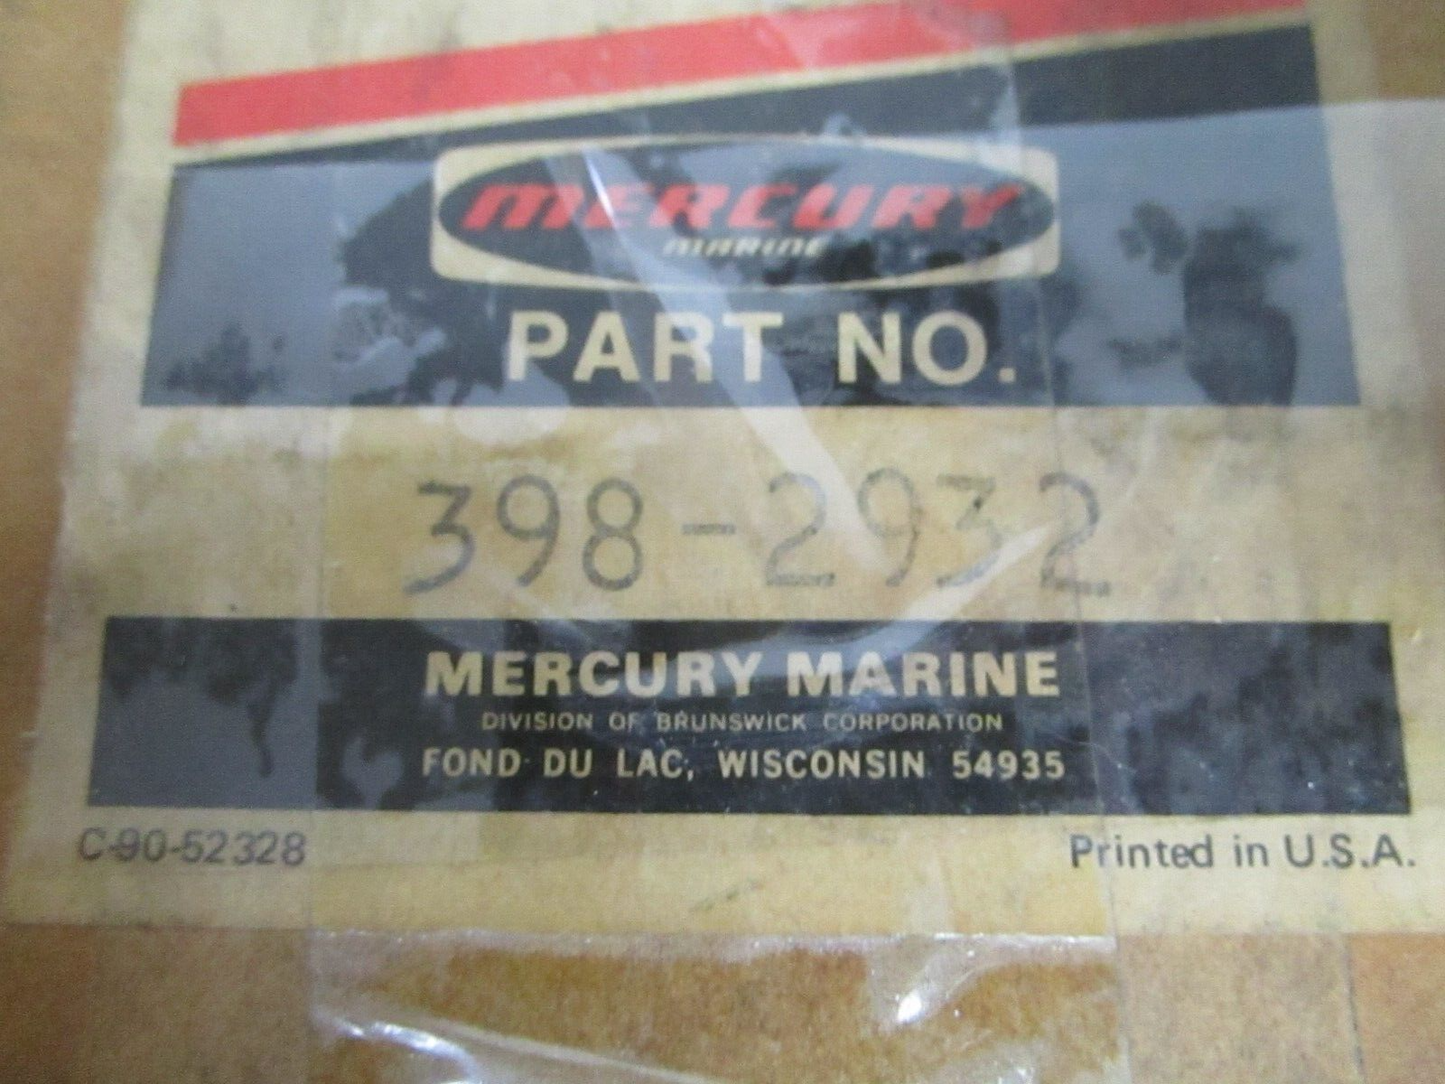 MERCURY
MARINE
PART NO.
398-2932
MERCURY MARINE
DIVISION OF BRUNSWICK CORPORATION
FOND DU LAC, WISCONSIN 54935
C-90-52328
Printed in U.S.A.